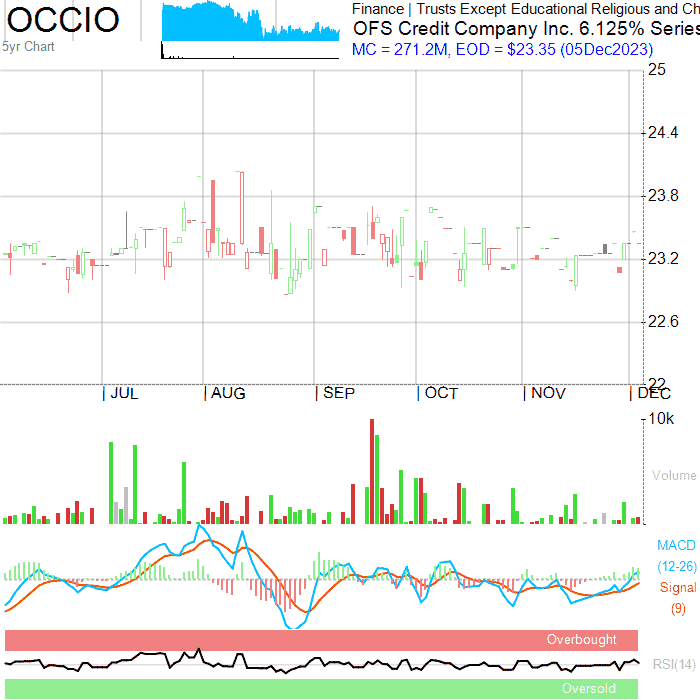 OCCIO
5yr Chart
Finance | Trusts Except Educational Religious and Ch
OFS Credit Company Inc. 6.125% Series
MC = 271.2M, EOD = $23.35 (05Dec2023)
25
24.4
23.8
23.2
22.6
22
| JUL | AUG | SEP | OCT | NOV | DEC
10k
Volume
MACD
(12-26)
Signal
(9)
Overbought
RSI(14)
Oversold